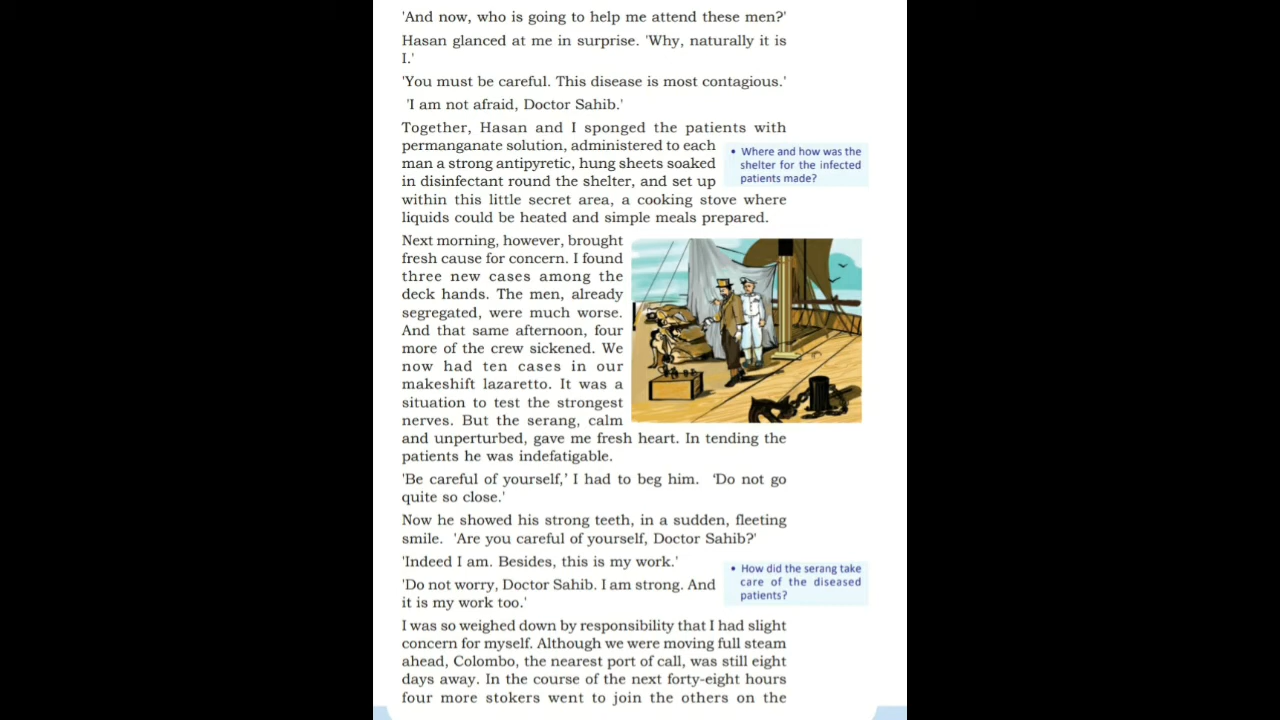 'And now, who is going to help me attend these men?'
Hasan glanced at me in surprise. 'Why, naturally it is
I.'
'You must be careful. This disease is most contagious.'
'I am not afraid, Doctor Sahib.'
Together, Hasan and I sponged the patients with
permanganate solution, administered to each
man a strong antipyretic, hung sheets soaked
in disinfectant round the shelter, and set up
within this little secret area, a cooking stove where
liquids could be heated and simple meals prepared.
• Where and how was the
shelter for the infected
patients made?
Next morning, however, brought
fresh cause for concern. I found
three new cases among the
deck hands. The men, already
segregated, were much worse.
And that same afternoon, four
more of the crew sickened. We
now had ten cases in our
makeshift lazaretto. It was a
situation to test the strongest
nerves. But the serang, calm
and unperturbed, gave me fresh heart. In tending the
patients he was indefatigable.
'Be careful of yourself,' I had to beg him. 'Do not go
quite so close.'
Now he showed his strong teeth, in a sudden, fleeting
smile. 'Are you careful of yourself, Doctor Sahib?'
'Indeed I am. Besides, this is my work.'
'Do not worry, Doctor Sahib. I am strong. And
it is my work too.'
• How did the serang take
care of the diseased
patients?
I was so weighed down by responsibility that I had slight
concern for myself. Although we were moving full steam
ahead, Colombo, the nearest port of call, was still eight
days away. In the course of the next forty-eight hours
four more stokers went to join the others on the